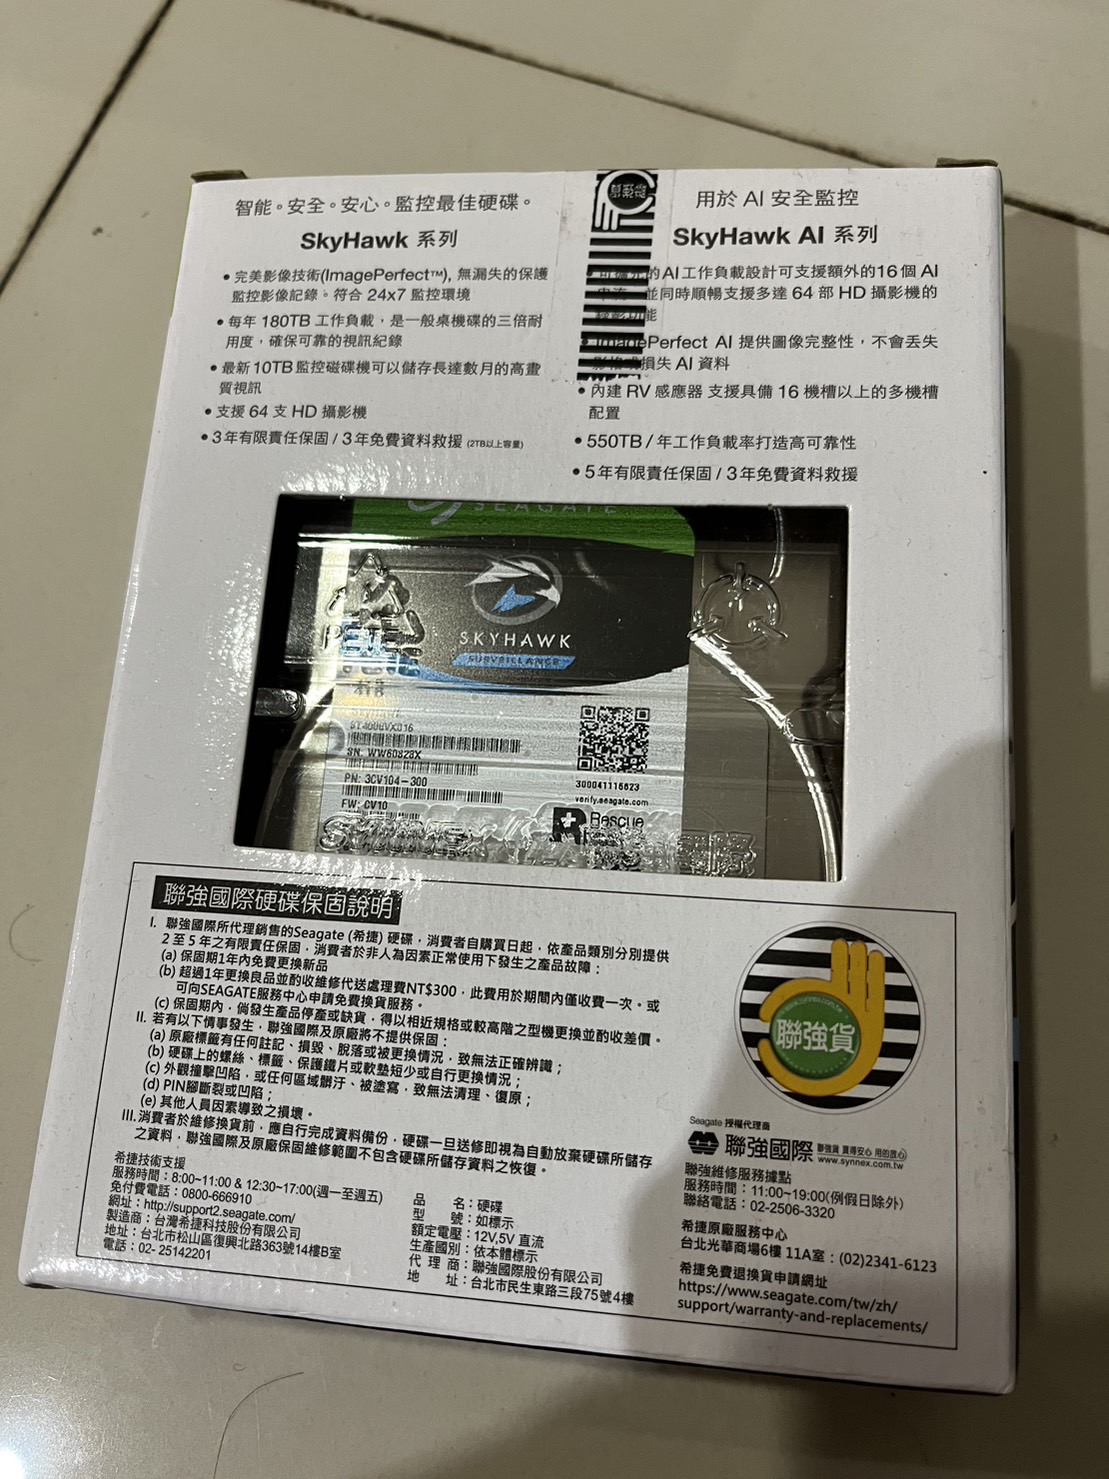 智能。安全。安心。監控最佳硬碟。
SkyHawk 系列
• 完美影像技術(ImagePerfect™), 無漏失的保護
監控影像記錄。符合 24x7 監控環境
• 每年 180TB 工作負載，是一般桌機碟的三倍耐
用度，確保可靠的視訊紀錄
• 最新 10TB 監控磁碟機可以儲存長達數月的高畫
質視訊
• 支援 64 支 HD 攝影機
• 3年有限責任保固 / 3年免費資料救援 (2TB以上容量)
用於 AI 安全監控
SkyHawk AI 系列
的AI工作負載設計可支援額外的16個 AI
並同時順暢支援多達 64 部 HD 攝影機的
• ImagePerfect AI 提供圖像完整性，不會丟失
損失 AI 資料
• 內建 RV 感應器 支援具備 16 機槽以上的多機槽
配置
• 550TB / 年工作負載率打造高可靠性
• 5年有限責任保固 / 3年免費資料救援
SEAGATE
SKYHAWK
SURVEILLANCE
SN: WW60828X
PN: 3CV104-300
FW: CV10
300041116623
verify.seagate.com
Rescue
聯強國際硬碟保固說明
I. 聯強國際所代理銷售的Seagate (希捷) 硬碟，消費者自購買日起，依產品類別分別提供
2 至 5 年之有限責任保固，消費者於非人為因素正常使用下發生之產品故障：
(a) 保固期1年內免費更換新品
(b) 超過1年更換良品並酌收維修代送處理費NT$300，此費用於期間內僅收費一次。或
可向SEAGATE服務中心申請免費換貨服務。
(c) 保固期內，倘發生產品停產或缺貨，得以相近規格或較高階之型機更換並酌收差價。
II. 若有以下情事發生，聯強國際及原廠將不提供保固：
(a) 原廠標籤有任何註記、損毀、脫落或被更換情況，致無法正確辨識；
(b) 硬碟上的螺絲、標籤、保護鐵片或軟墊短少或自行更換情況；
(c) 外觀撞擊凹陷，或任何區域髒汙、被塗寫，致無法清理、復原；
(d) PIN腳斷裂或凹陷；
(e) 其他人員因素導致之損壞。
III. 消費者於維修換貨前，應自行完成資料備份，硬碟一旦送修即視為自動放棄硬碟所儲存
之資料，聯強國際及原廠保固維修範圍不包含硬碟所儲存資料之恢復。
希捷技術支援
服務時間：8:00~11:00 & 12:30~17:00(週一至週五)
免付費電話：0800-666910
網址：http://support2.seagate.com/
製造商：台灣希捷科技股份有限公司
地址：台北市松山區復興北路363號14樓B室
電話：02- 25142201
品 名：硬碟
型 號：如標示
額定電壓：12V,5V 直流
生產國別：依本體標示
代 理 商：聯強國際股份有限公司
地 址：台北市民生東路三段75號4樓
聯強貨
Seagate 授權代理商
聯強國際 聯強貨 買得安心 用的放心
www.synnex.com.tw
聯強維修服務據點
服務時間：11:00~19:00(例假日除外)
聯絡電話：02-2506-3320
希捷原廠服務中心
台北光華商場6樓 11A室：(02)2341-6123
希捷免費退換貨申請網址
https://www.seagate.com/tw/zh/
support/warranty-and-replacements/